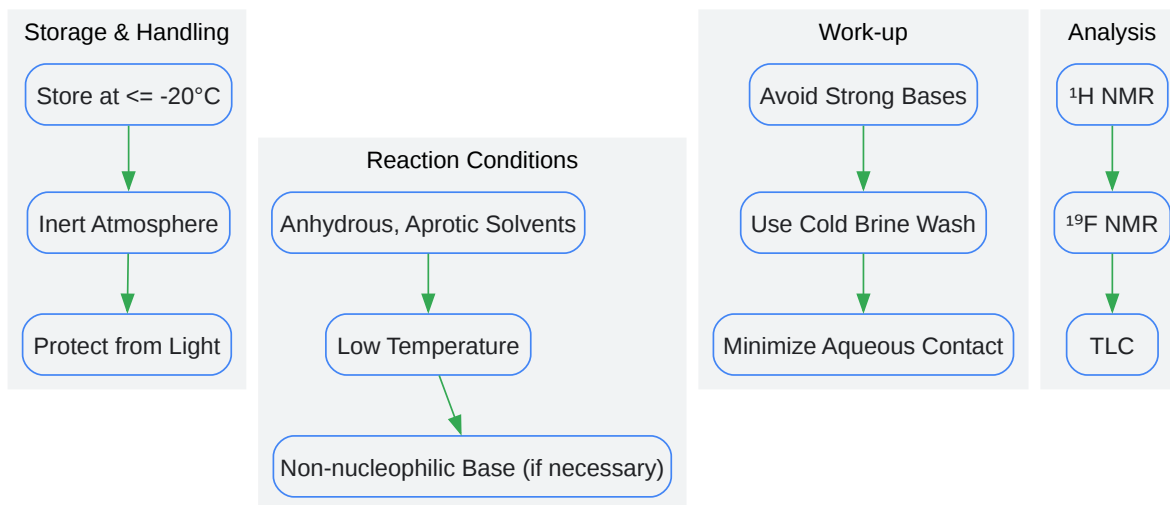 Storage & Handling
Store at <= -20°C
Inert Atmosphere
Protect from Light
Reaction Conditions
Anhydrous, Aprotic Solvents
Low Temperature
Non-nucleophilic Base (if necessary)
Work-up
Avoid Strong Bases
Use Cold Brine Wash
Minimize Aqueous Contact
Analysis
¹H NMR
¹⁹F NMR
TLC